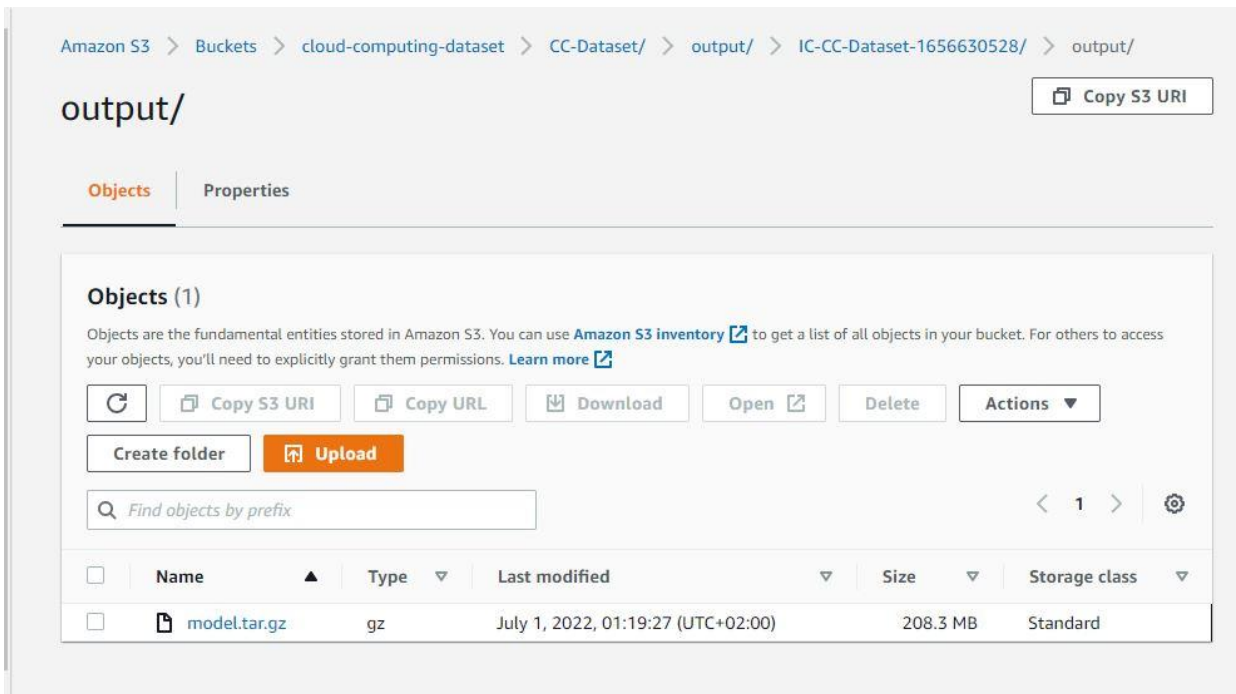 Amazon S3 > Buckets > cloud-computing-dataset > CC-Dataset/ > output/ > IC-CC-Dataset-1656630528/ > output/
output/
Copy S3 URI
Objects
Properties
Objects (1)
Objects are the fundamental entities stored in Amazon S3. You can use Amazon S3 inventory to get a list of all objects in your bucket. For others to access
your objects, you'll need to explicitly grant them permissions. Learn more
Copy S3 URI Copy URL Download Open Delete Actions
Create folder Upload
Find objects by prefix
1
Name Type Last modified Size Storage class
model.tar.gz gz July 1, 2022, 01:19:27 (UTC+02:00) 208.3 MB Standard